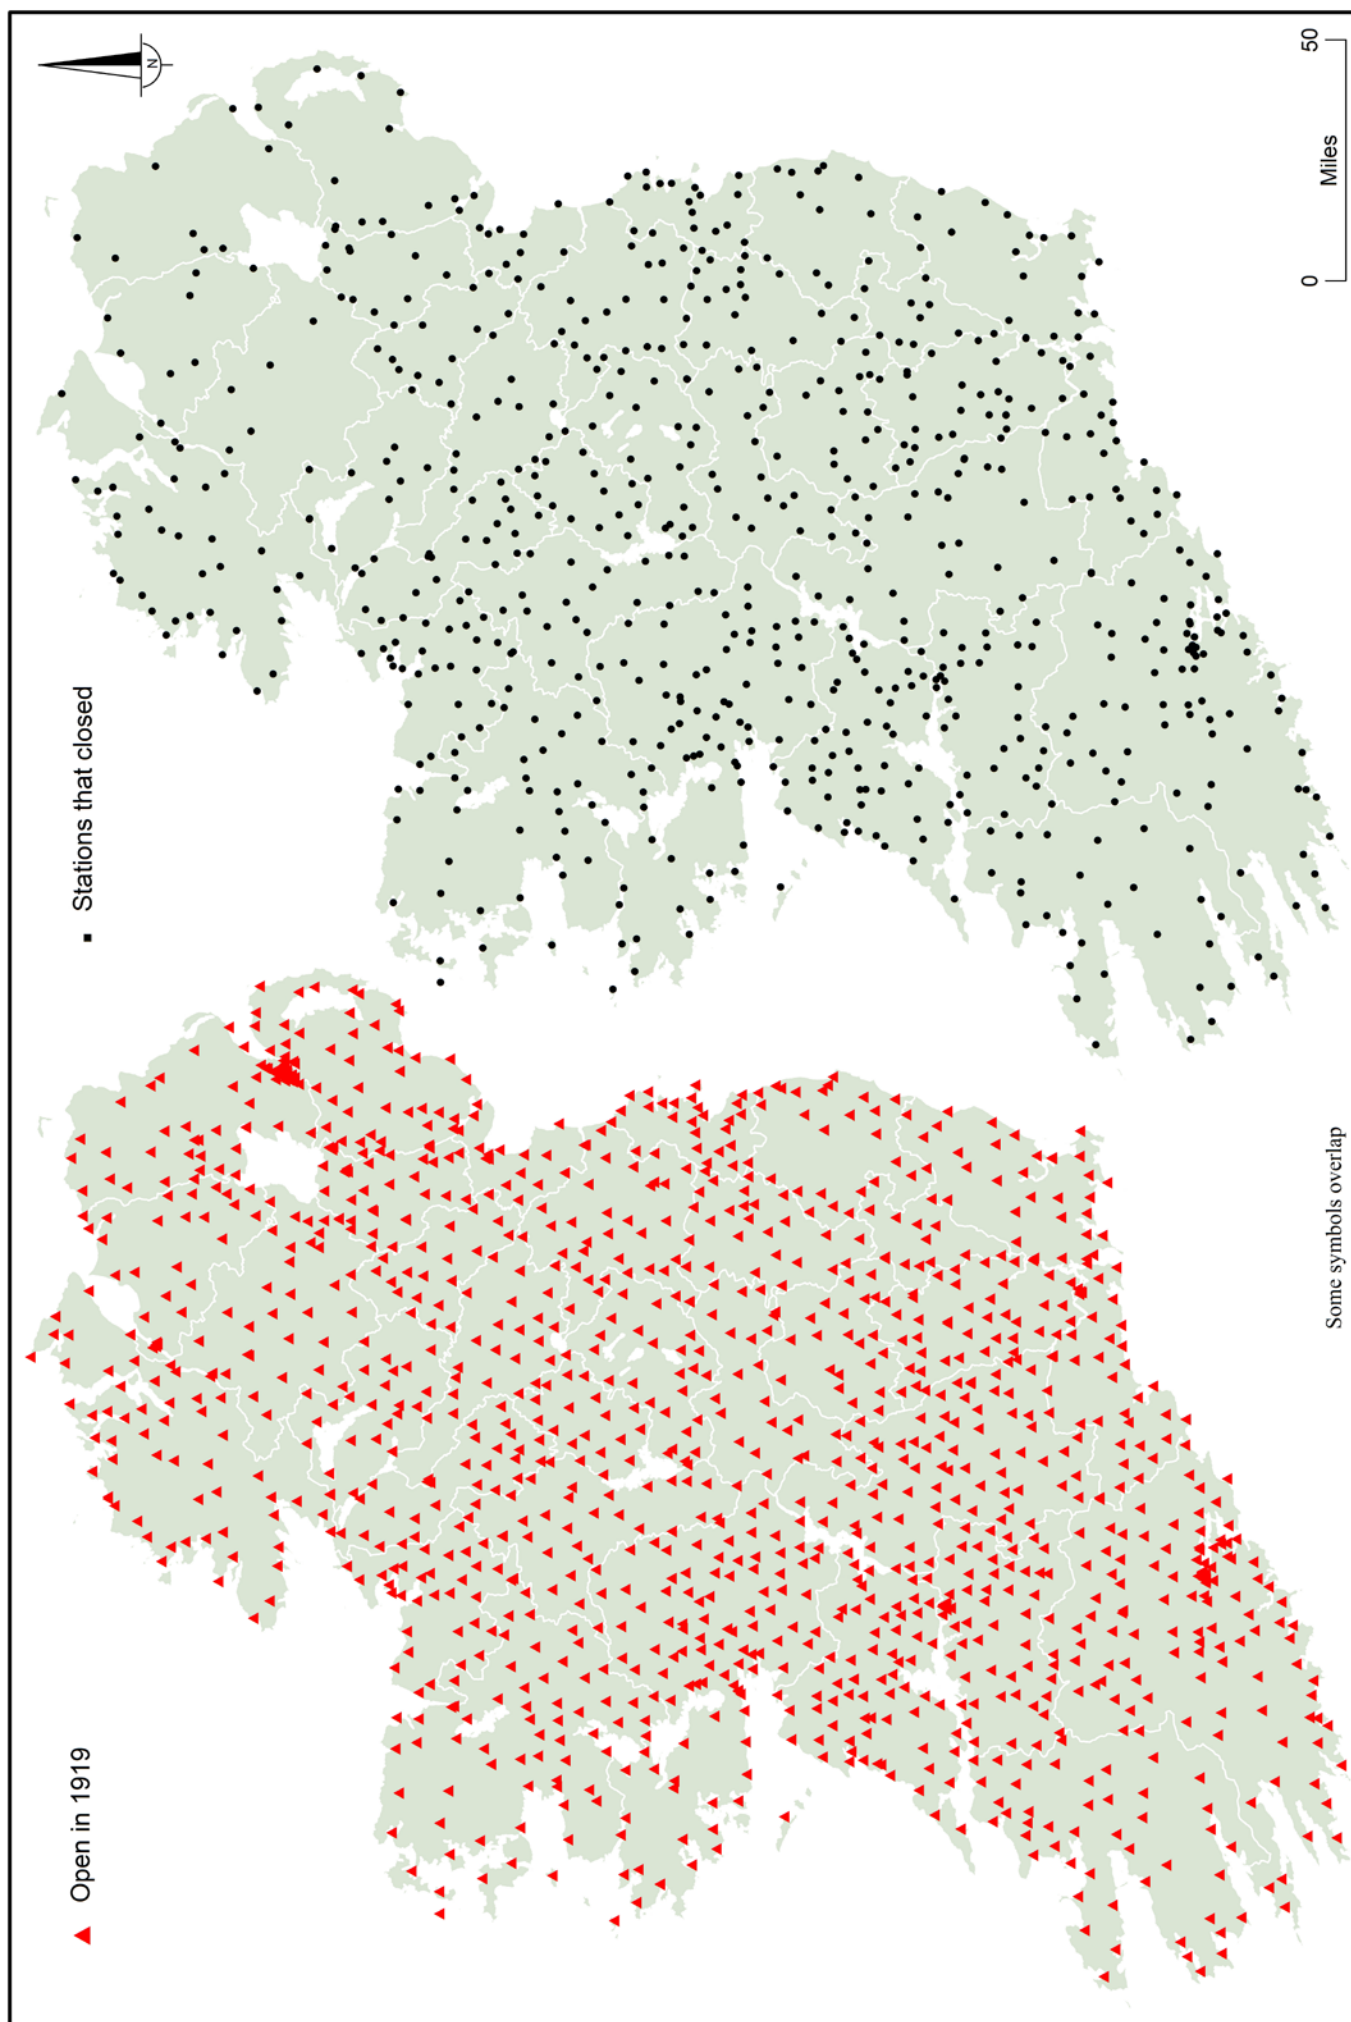 Open in 1919
Stations that closed
N
Some symbols overlap
0
50
Miles